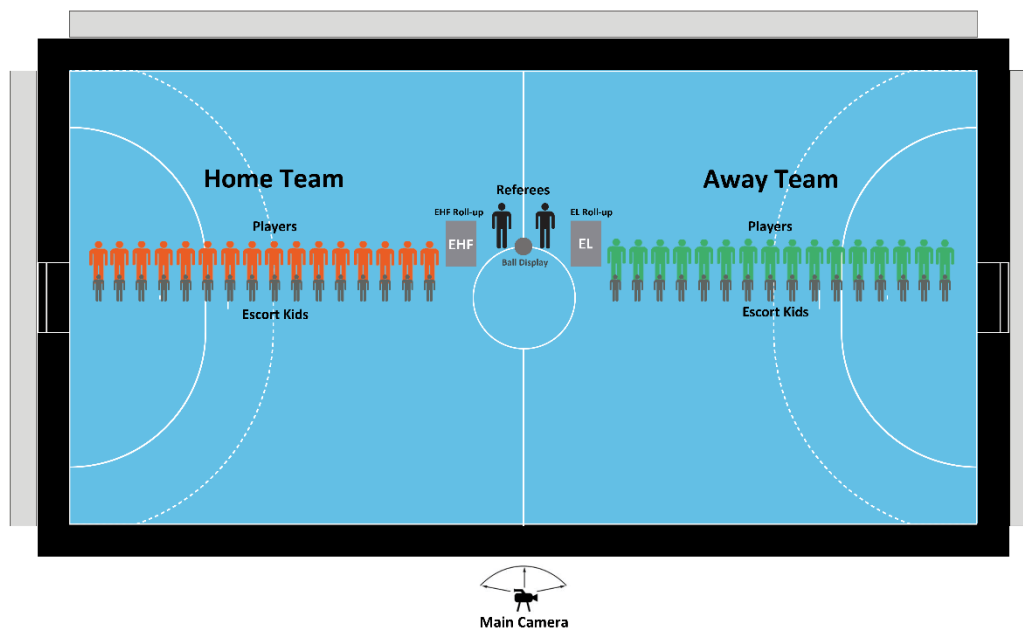 Home Team
Away Team
Referees
EHF Roll-up
EL Roll-up
Players
Players
EHF
EL
Ball Display
Escort Kids
Escort Kids
Main Camera